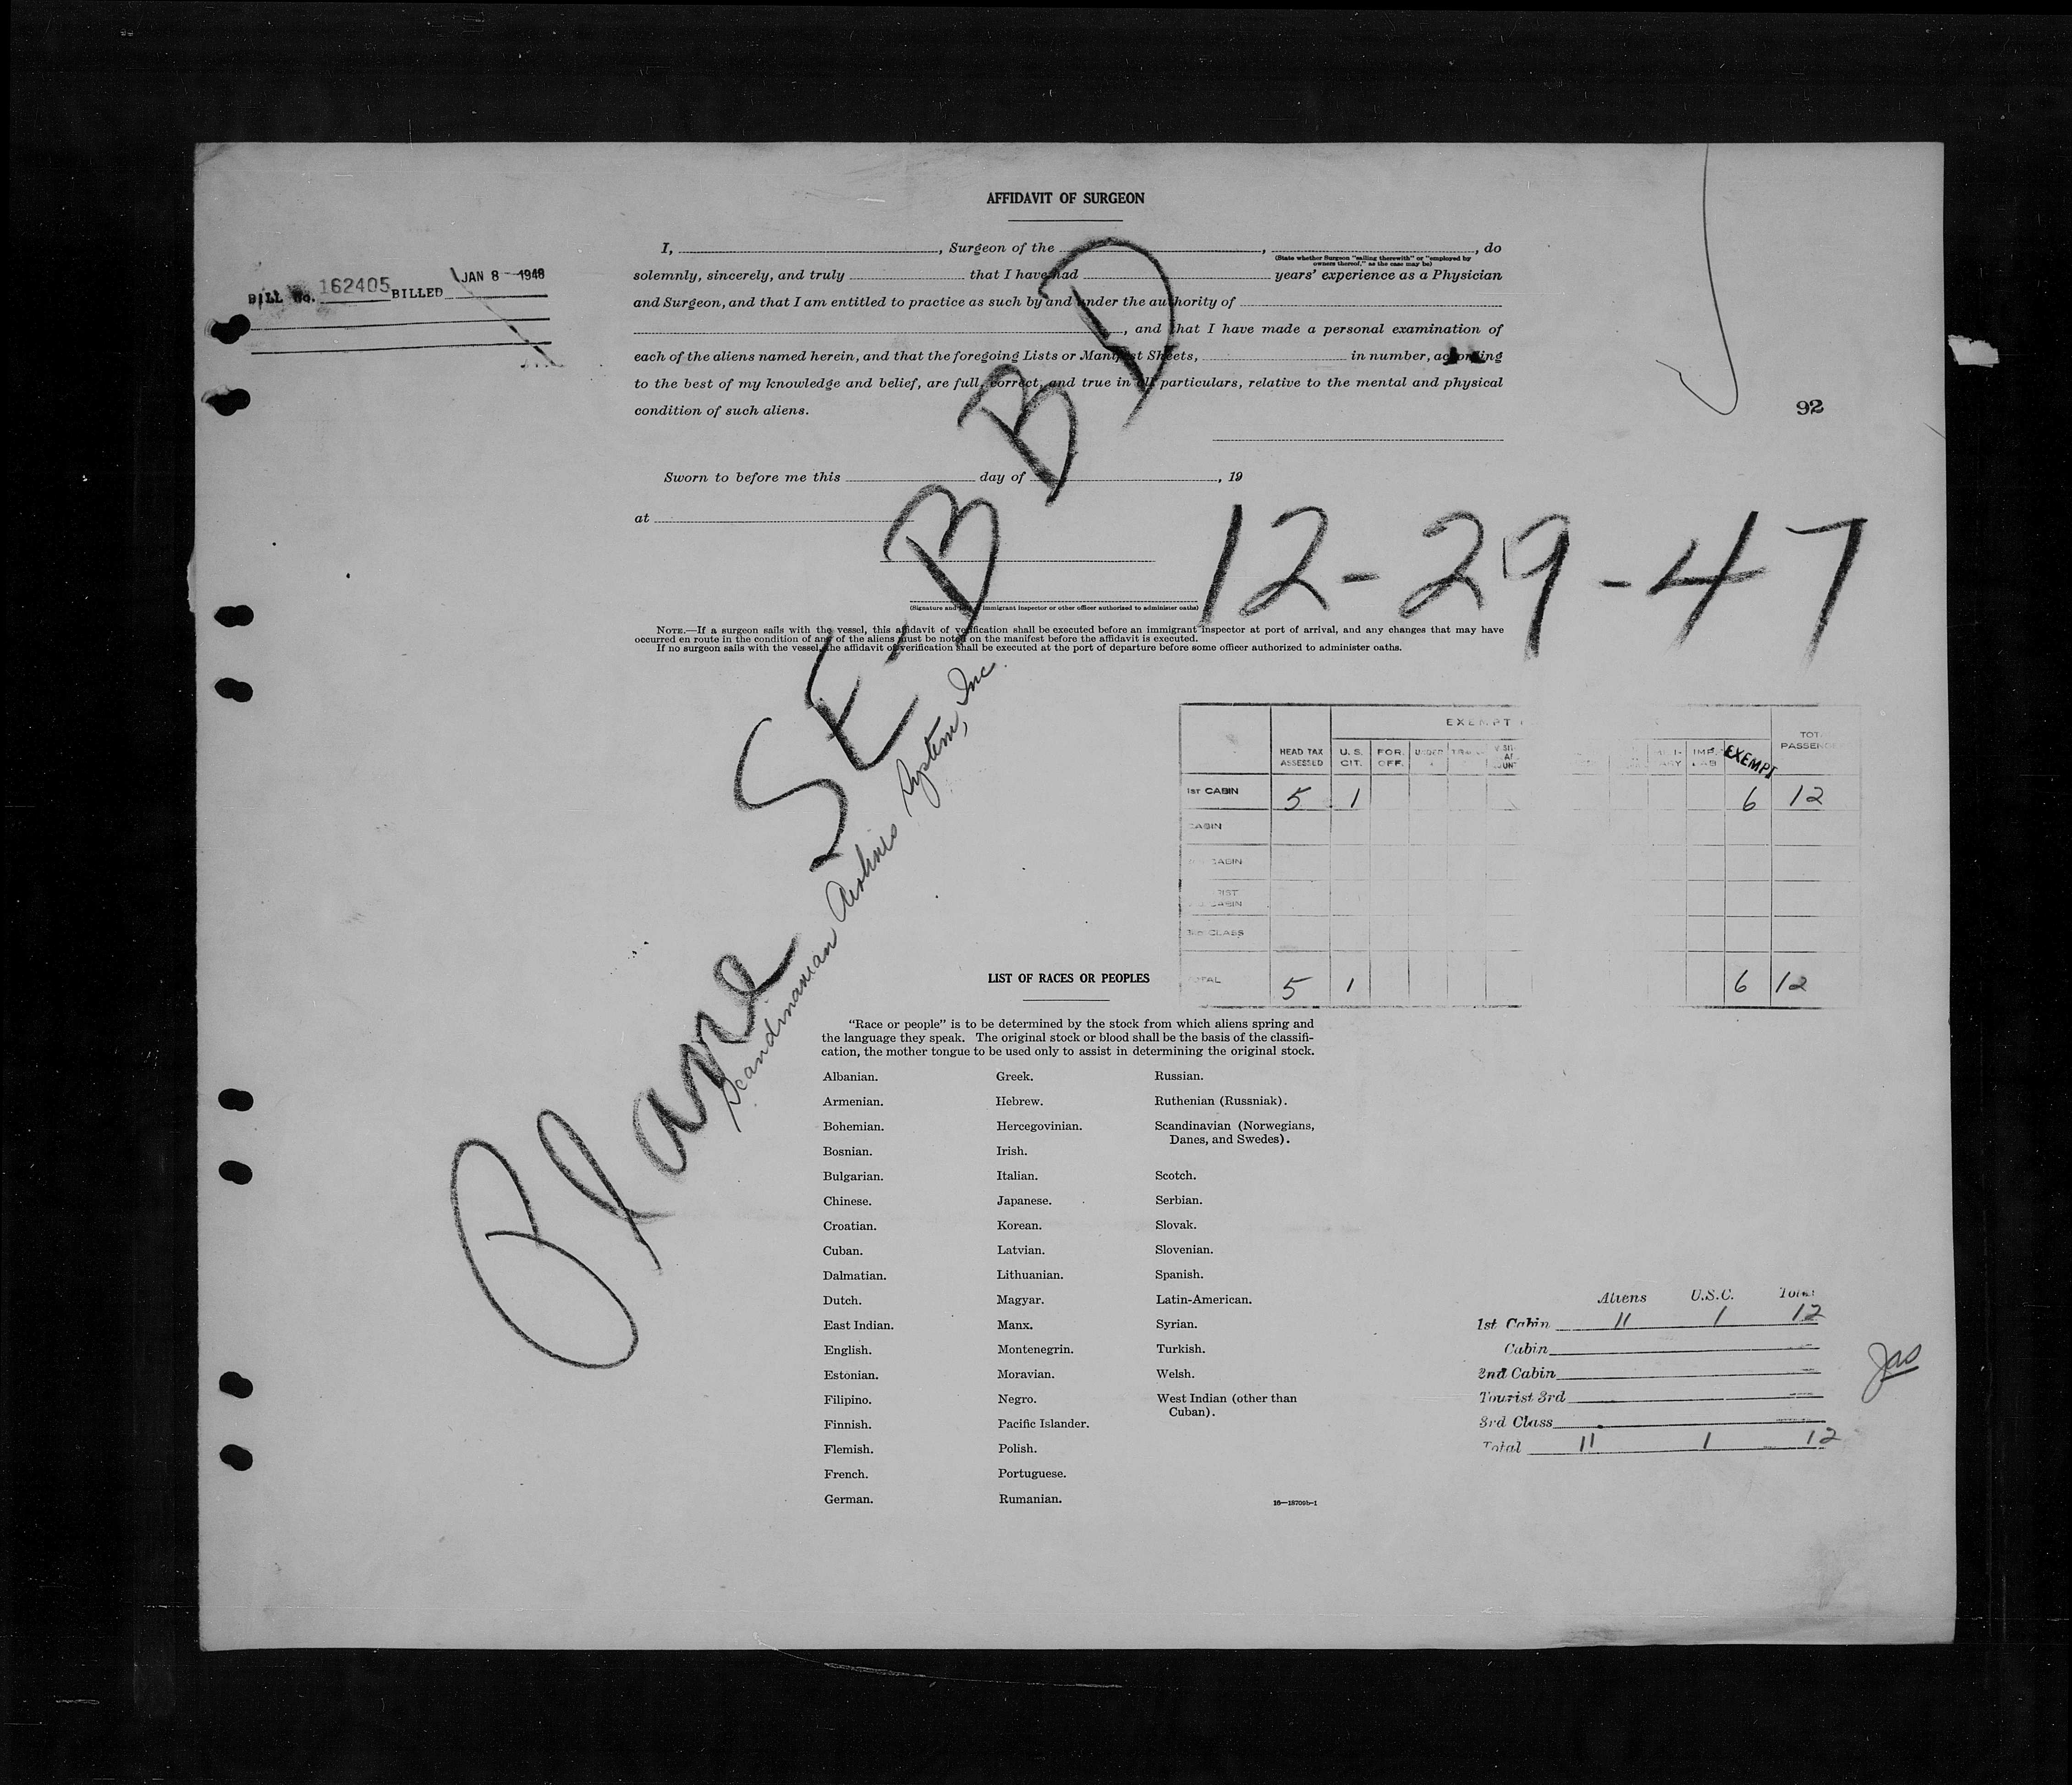 AFFIDAVIT OF SURGEON
I, , Surgeon of the , , do
(State whether Surgeon "sailing therewith" or "employed by owners thereof," as the case may be)
solemnly, sincerely, and truly that I have had years' experience as a Physician
and Surgeon, and that I am entitled to practice as such by and under the authority of
, and that I have made a personal examination of
each of the aliens named herein, and that the foregoing Lists or Manifest Sheets, in number, according
to the best of my knowledge and belief, are full, correct, and true in all particulars, relative to the mental and physical
condition of such aliens.
BILL No. 162405 BILLED JAN 8 - 1948
92
Sworn to before me this day of , 19
at
(Signature and immigrant inspector or other officer authorized to administer oaths)
12-29-47
NOTE.—If a surgeon sails with the vessel, this affidavit of verification shall be executed before an immigrant inspector at port of arrival, and any changes that may have
occurred en route in the condition of any of the aliens must be noted on the manifest before the affidavit is executed.
If no surgeon sails with the vessel, the affidavit of verification shall be executed at the port of departure before some officer authorized to administer oaths.
Plane SE-BBD
Scandinavian Airlines System, Inc.
EXEMPT
HEAD TAX ASSESSED U. S. CIT. FOR. OFF. UNDER EXEMPT TOT. PASSEN
1st CABIN 5 1 6 12
CABIN
CABIN
CABIN
3rd CLASS
TOTAL 5 1 6 12
LIST OF RACES OR PEOPLES
"Race or people" is to be determined by the stock from which aliens spring and
the language they speak. The original stock or blood shall be the basis of the classifi-
cation, the mother tongue to be used only to assist in determining the original stock.
Albanian. Greek. Russian.
Armenian. Hebrew. Ruthenian (Russniak).
Bohemian. Hercegovinian. Scandinavian (Norwegians,
Danes, and Swedes).
Bosnian. Irish.
Bulgarian. Italian. Scotch.
Chinese. Japanese. Serbian.
Croatian. Korean. Slovak.
Cuban. Latvian. Slovenian.
Dalmatian. Lithuanian. Spanish.
Dutch. Magyar. Latin-American.
East Indian. Manx. Syrian.
English. Montenegrin. Turkish.
Estonian. Moravian. Welsh.
Filipino. Negro. West Indian (other than
Cuban).
Finnish. Pacific Islander.
Flemish. Polish.
French. Portuguese.
German. Rumanian.
16—18709b-1
Aliens U.S.C. Total
1st Cabin 11 1 12
Cabin
2nd Cabin
Tourist 3rd
3rd Class
Total 11 1 12
Jas